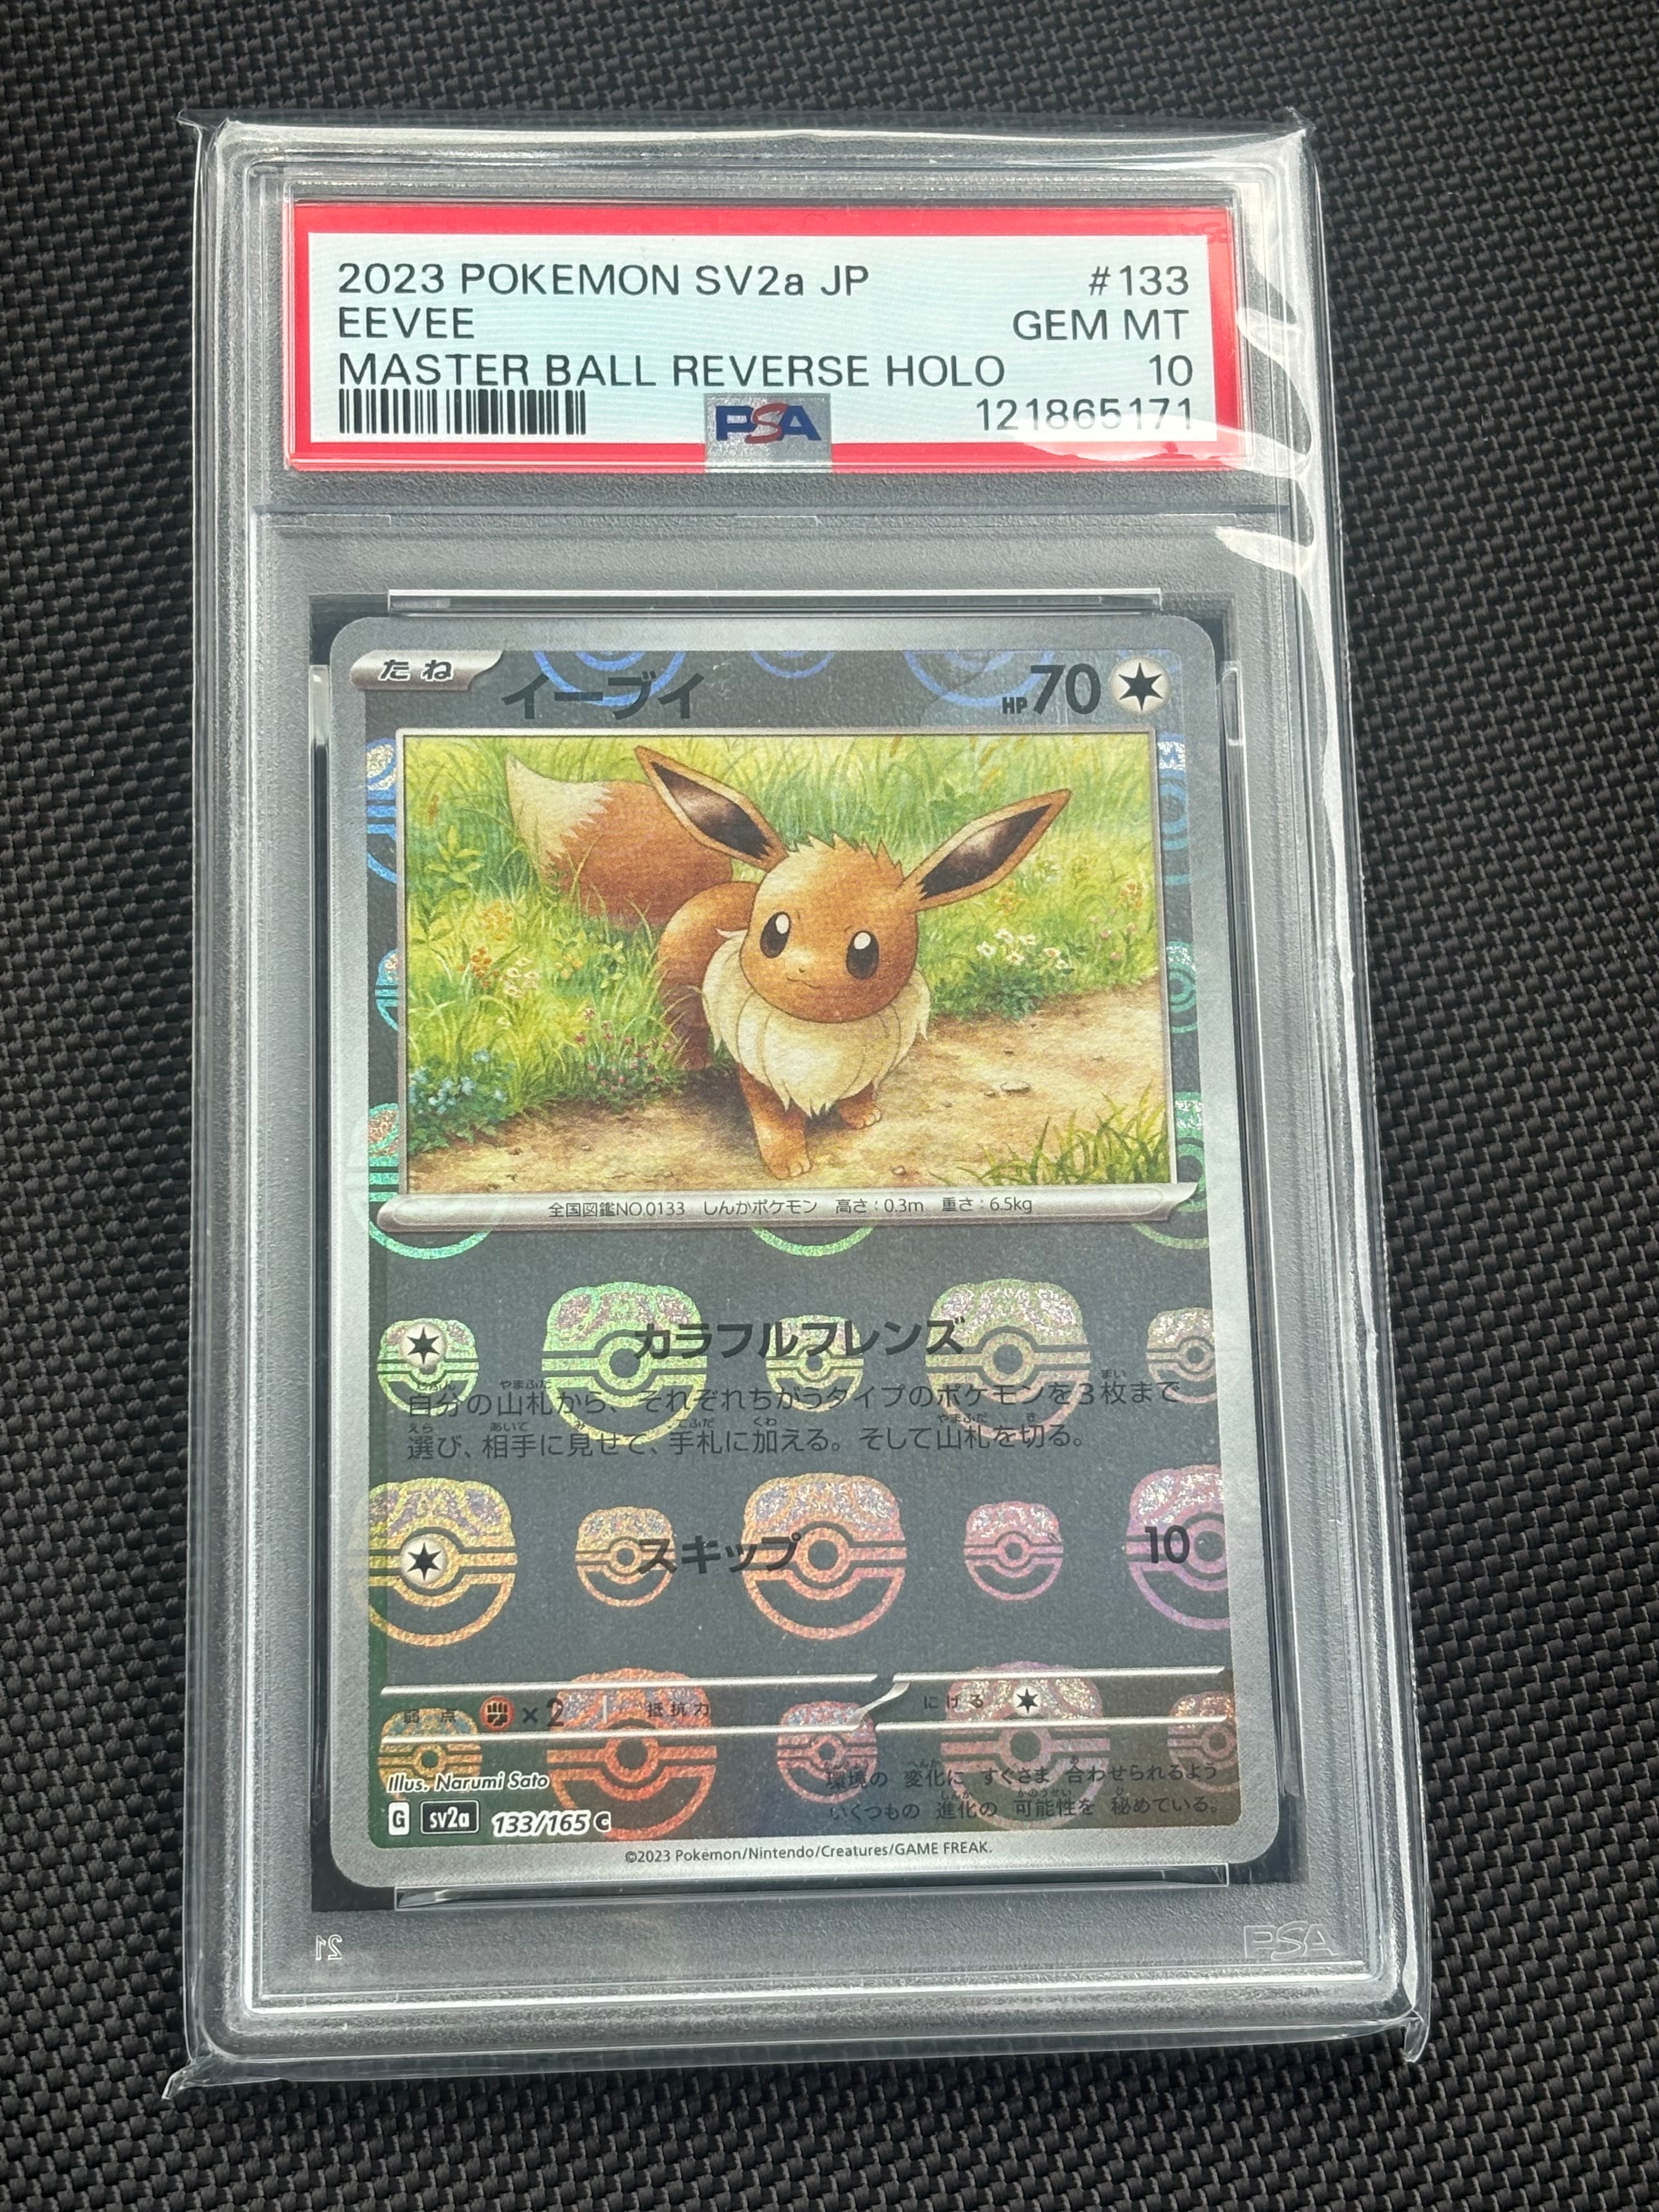 2023 POKEMON SV2a JP #133
EEVEE GEM MT
MASTER BALL REVERSE HOLO 10
PSA 121865171
たね イーブイ HP70
全国図鑑NO.0133 しんかポケモン 高さ:0.3m 重さ:6.5kg
カラフルフレンズ
自分の山札から、それぞれちがうタイプのポケモンを3枚まで
選び、相手に見せて、手札に加える。そして山札を切る。
スキップ 10
弱点 ×2 抵抗力 にげる
Illus. Narumi Sato
環境の 変化に すぐさま 合わせられるよう
いくつもの 進化の 可能性を 秘めている。
G sv2a 133/165 C
©2023 Pokémon/Nintendo/Creatures/GAME FREAK.
21 PSA